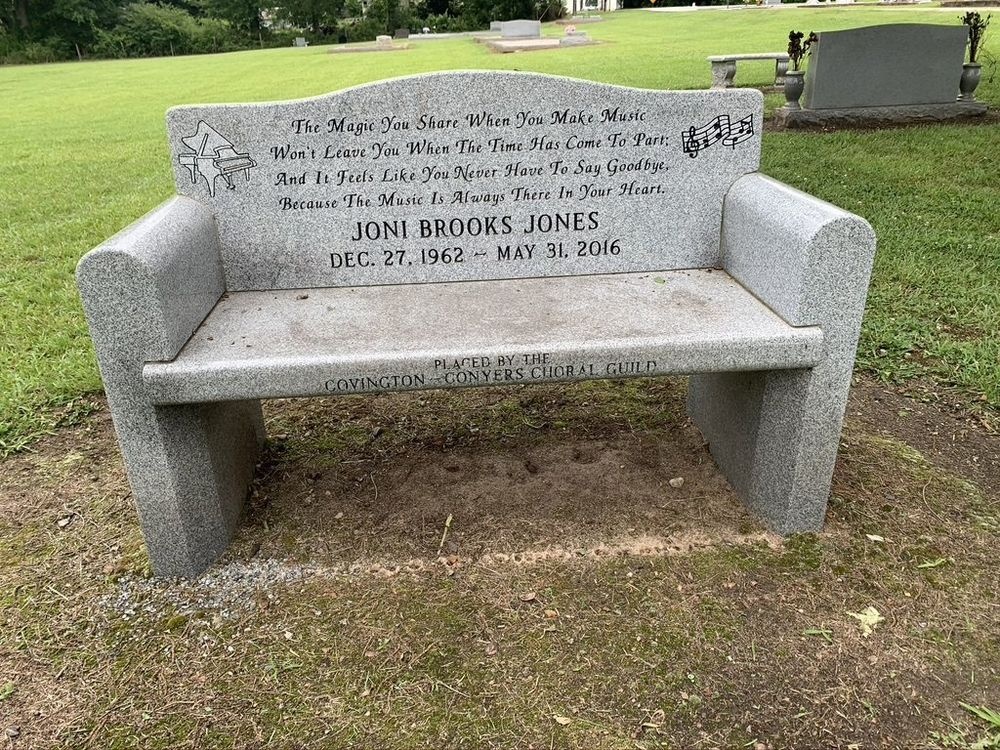 The Magic You Share When You Make Music
Won't Leave You When The Time Has Come To Part;
And It Feels Like You Never Have To Say Goodbye,
Because The Music Is Always There In Your Heart.
JONI BROOKS JONES
DEC. 27, 1962 ~ MAY 31, 2016
PLACED BY THE
COVINGTON - CONYERS CHORAL GUILD